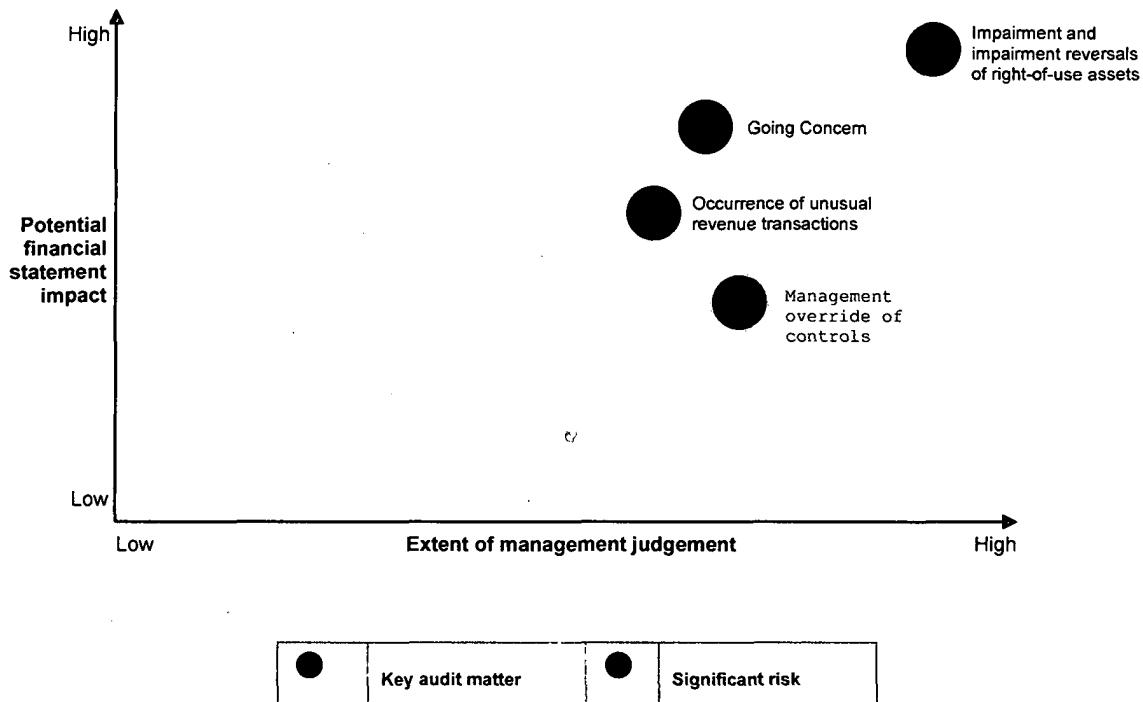 High
Impairment and
impairment reversals
of right-of-use assets
Going Concern
Occurrence of unusual
revenue transactions
Potential
financial
statement
impact
Management
override of
controls
Low
Low
Extent of management judgement
High
Key audit matter
Significant risk